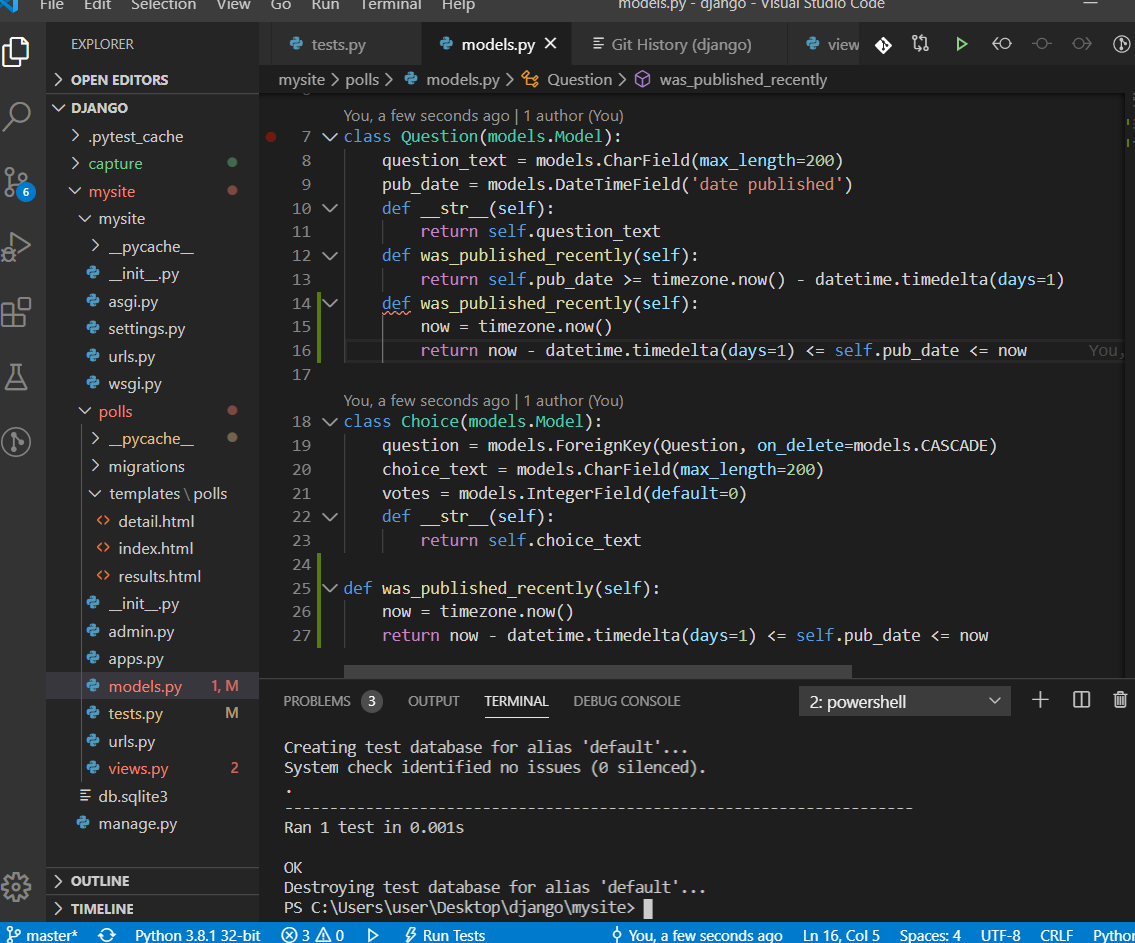 File Edit Selection View Go Run Terminal Help models.py - django - Visual Studio Code
EXPLORER
tests.py models.py Git History (django) view
OPEN EDITORS
mysite > polls > models.py > Question > was_published_recently
DJANGO
.pytest_cache
capture
mysite
mysite
__pycache__
__init__.py
asgi.py
settings.py
urls.py
wsgi.py
polls
__pycache__
migrations
templates \ polls
detail.html
index.html
results.html
__init__.py
admin.py
apps.py
models.py 1, M
tests.py M
urls.py
views.py 2
db.sqlite3
manage.py
OUTLINE
TIMELINE
6
You, a few seconds ago | 1 author (You)
7 class Question(models.Model):
8 question_text = models.CharField(max_length=200)
9 pub_date = models.DateTimeField('date published')
10 def __str__(self):
11 return self.question_text
12 def was_published_recently(self):
13 return self.pub_date >= timezone.now() - datetime.timedelta(days=1)
14 def was_published_recently(self):
15 now = timezone.now()
16 return now - datetime.timedelta(days=1) <= self.pub_date <= now You,
17
You, a few seconds ago | 1 author (You)
18 class Choice(models.Model):
19 question = models.ForeignKey(Question, on_delete=models.CASCADE)
20 choice_text = models.CharField(max_length=200)
21 votes = models.IntegerField(default=0)
22 def __str__(self):
23 return self.choice_text
24
25 def was_published_recently(self):
26 now = timezone.now()
27 return now - datetime.timedelta(days=1) <= self.pub_date <= now
PROBLEMS 3 OUTPUT TERMINAL DEBUG CONSOLE 2: powershell
Creating test database for alias 'default'...
System check identified no issues (0 silenced).
.
----------------------------------------------------------------------
Ran 1 test in 0.001s
OK
Destroying test database for alias 'default'...
PS C:\Users\user\Desktop\django\mysite>
master* Python 3.8.1 32-bit 3 0 Run Tests You, a few seconds ago Ln 16, Col 5 Spaces: 4 UTF-8 CRLF Python